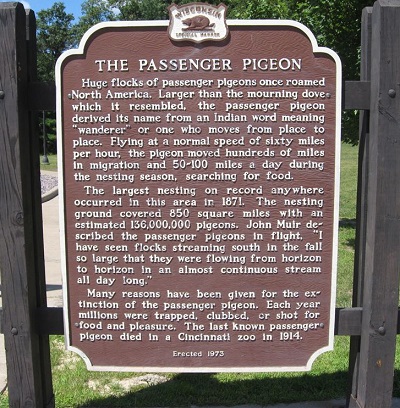 WISCONSIN
OFFICIAL MARKER
THE PASSENGER PIGEON
Huge flocks of passenger pigeons once roamed
North America. Larger than the mourning dove
which it resembled, the passenger pigeon
derived its name from an indian word meaning
"wanderer" or one who moves from place to
place. Flying at a normal speed of sixty miles
per hour, the pigeon moved hundreds of miles
in migration and 50-100 miles a day during
the nesting season, searching for food.
The largest nesting on record anywhere
occurred in this area in 1871. The nesting
ground covered 850 square miles with an
estimated 136,000,000 pigeons. John Muir de-
scribed the passenger pigeons in flight, "I
have seen flocks streaming south in the fall
so large that they were flowing from horizon
to horizon in an almost continuous stream
all day long."
Many reasons have been given for the ex-
tinction of the passenger pigeon. Each year
millions were trapped, clubbed, or shot for
food and pleasure. The last known passenger
pigeon died in a Cincinnati zoo in 1914.
Erected 1973